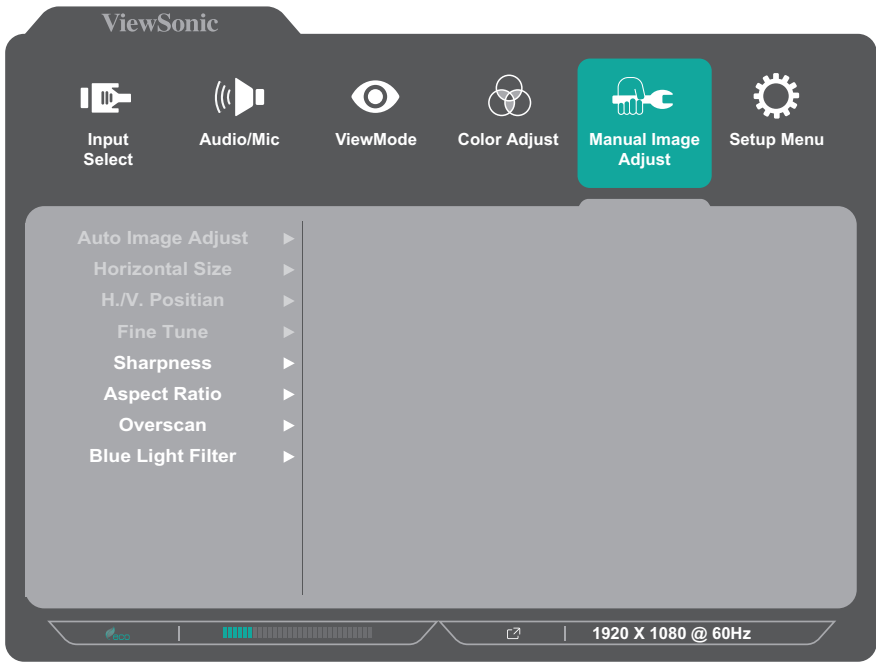 ViewSonic
Input Select
Audio/Mic
ViewMode
Color Adjust
Manual Image Adjust
Setup Menu
Auto Image Adjust ▶
Horizontal Size ▶
H./V. Positian ▶
Fine Tune ▶
Sharpness ▶
Aspect Ratio ▶
Overscan ▶
Blue Light Filter ▶
eco
1920 X 1080 @ 60Hz